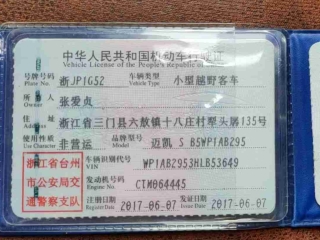 中华人民共和国机动车行驶证
Vehicle License of the People's Republic of China
号牌号码 浙JP1G52 车辆类型 小型越野客车
Plate No. Vehicle Type
所有人 张爱贞
Owner
住址 浙江省三门县六敖镇十八庄村墅头周135号
Address
使用性质 非营运 品牌型号 迈凯 S B5WP1AB295
Use Character Model
浙江省台州
市公安局交
通警察支队
车辆识别代号 WP1AB2953HLB53649
VIN
发动机号码 CTM064445
Engine No.
注册日期 2017-06-07 发证日期 2017-06-07
Register Date Issue Date